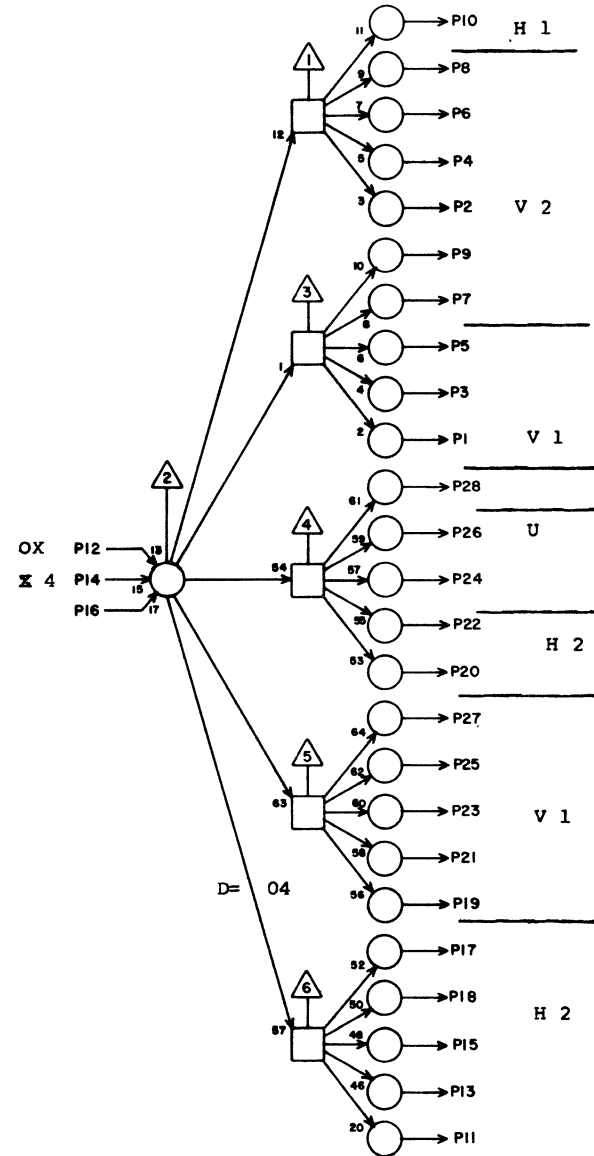 11 P10 H 1
1
9 P8
7 P6
12
5 P4
3 P2 V 2
10 P9
3
8 P7
6 P5
1
4 P3
2 P1 V 1
2
61 P28
4
59 P26 U
OX P12 13
54 57 P24
4 P14 15
P16 17
55 P22
H 2
53 P20
64 P27
5
62 P25
63 60 P23 V 1
58 P21
D= 04
56 P19
52 P17
6
50 P18 H 2
57
48 P15
46 P13
20 P11